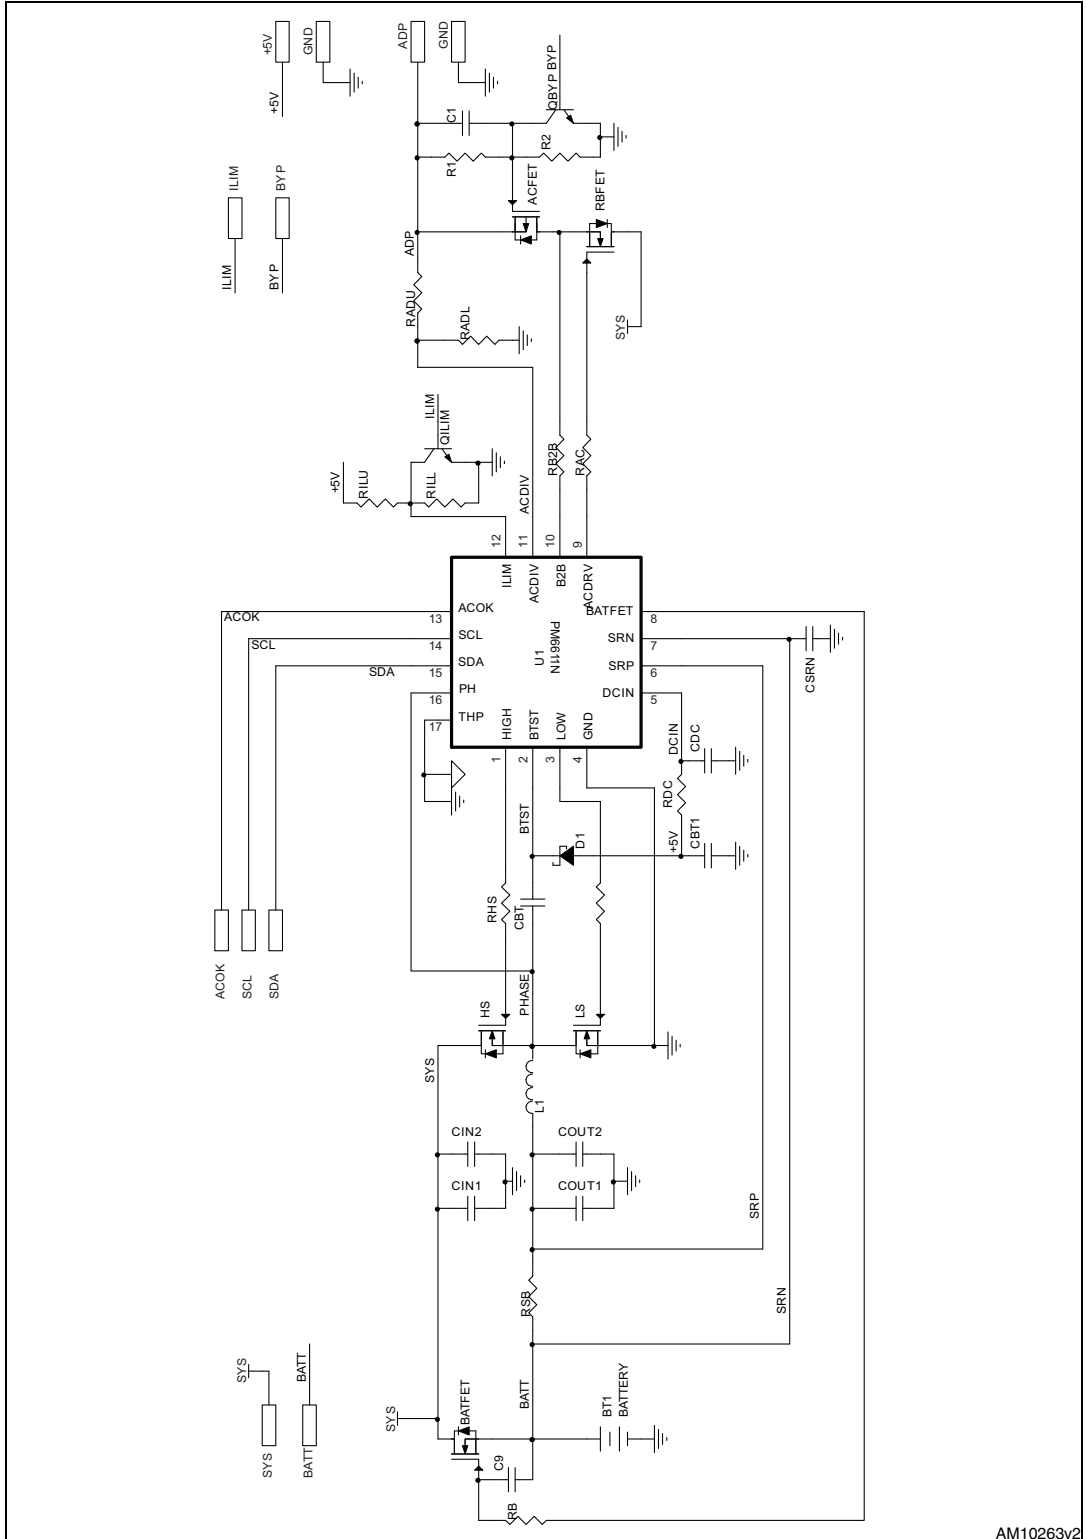 +5V
+5V
GND
ADP
GND
ILIM
ILIM
BYP
BYP
C1
QBYP BYP
R1
R2
ACFET
RBFET
ADP
RADU
RADL
SYS
ILIM
QILIM
+5V
RILU
RILL
ACDIV
RB2B
RAC
12
11
10
9
ILIM
ACDIV
B2B
ACDRV
ACOK
13
ACOK
SCL
14
SCL
SDA
15
SDA
16
PH
17
THP
U1
PM6611N
BATFET
8
SRN
7
SRP
6
DCIN
5
HIGH
BTST
LOW
GND
1
2
3
4
CSRN
DCIN
CDC
RDC
+5V
CBT1
BTST
D1
RHS
CBT
ACOK
SCL
SDA
PHASE
HS
LS
SYS
L1
CIN2
CIN1
COUT2
COUT1
SRP
RSB
SRN
SYS
SYS
BATT
BATT
SYS
BATFET
BATT
BT1
BATTERY
C9
RB
AM10263v2